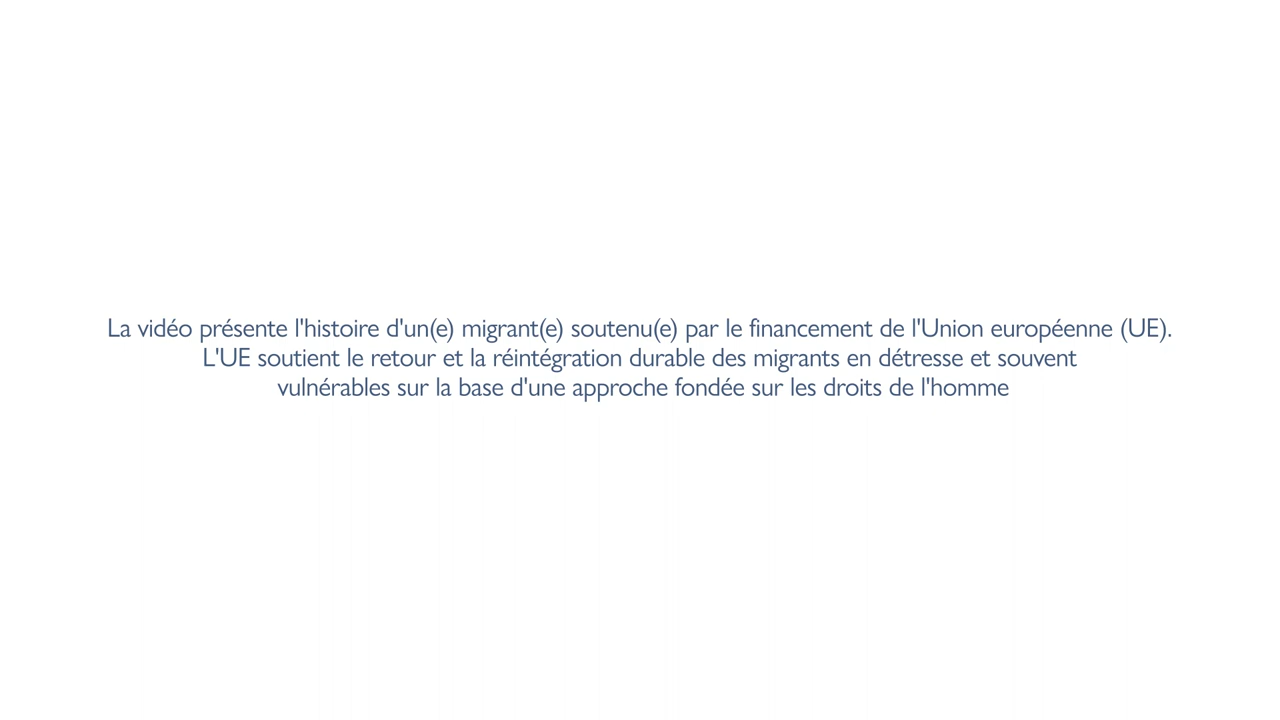 La vidéo présente l'histoire d'un(e) migrant(e) soutenu(e) par le financement de l'Union européenne (UE).
L'UE soutient le retour et la réintégration durable des migrants en détresse et souvent
vulnérables sur la base d'une approche fondée sur les droits de l'homme